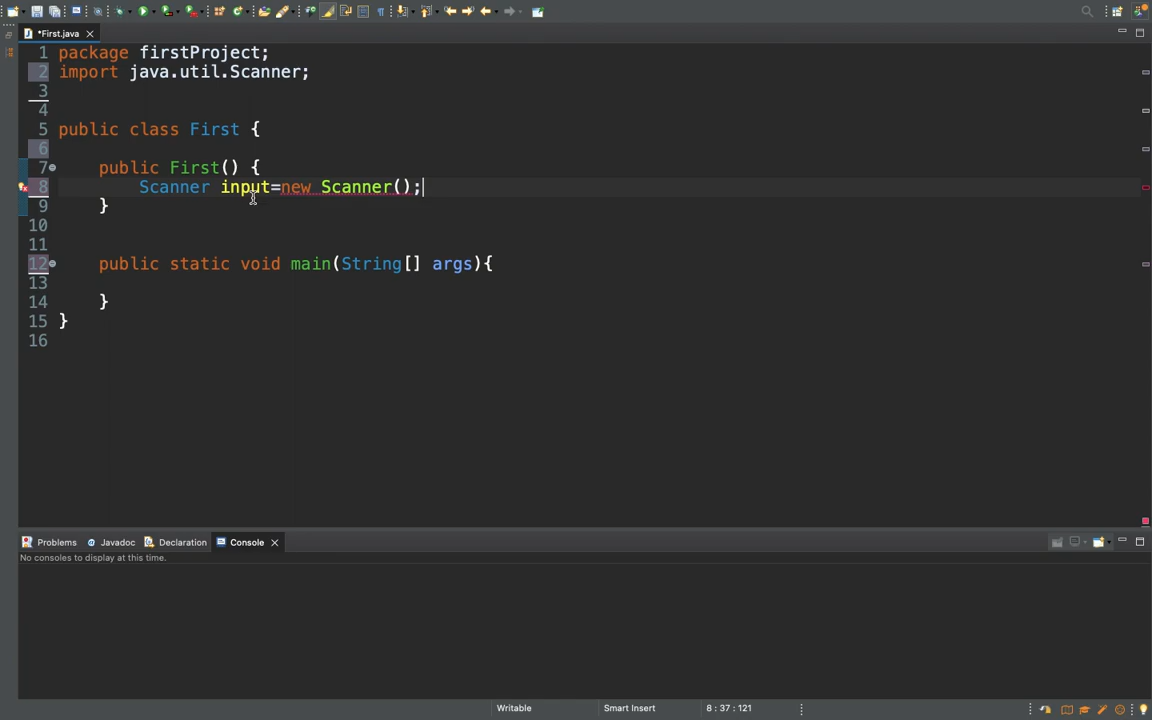 *First.java
1 package firstProject;
2 import java.util.Scanner;
3
4
5 public class First {
6
7 public First() {
8 Scanner input=new Scanner();
9 }
10
11
12 public static void main(String[] args){
13
14 }
15 }
16
Problems Javadoc Declaration Console
No consoles to display at this time.
Writable Smart Insert 8 : 37 : 121